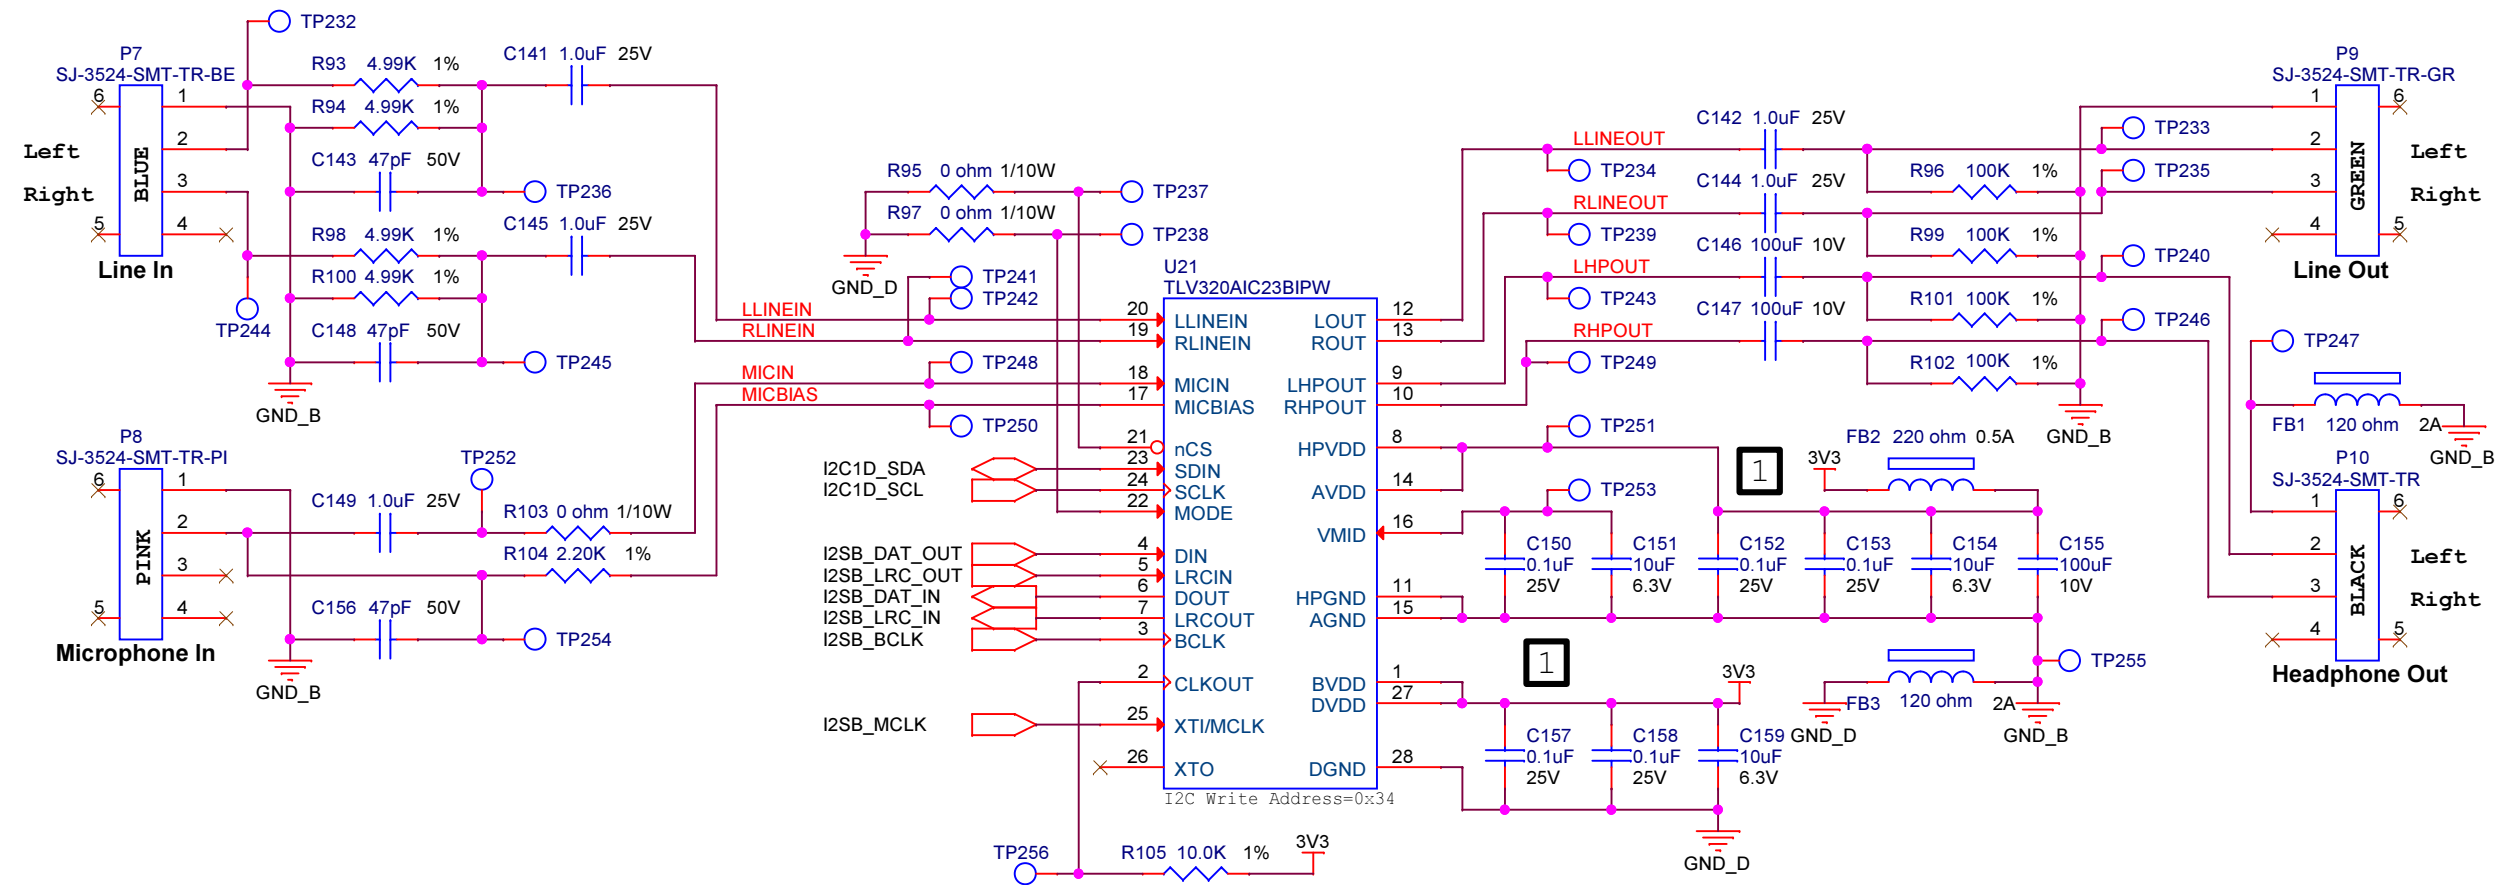 TP232
P7
SJ-3524-SMT-TR-BE
6
1
Left
2
Right
3
BLUE
5
4
Line In
R93 4.99K 1%
R94 4.99K 1%
C143 47pF 50V
TP236
C141 1.0uF 25V
R98 4.99K 1%
R100 4.99K 1%
C148 47pF 50V
TP245
C145 1.0uF 25V
TP244
GND_B
P8
SJ-3524-SMT-TR-PI
6
1
2
PINK
3
5
4
Microphone In
C149 1.0uF 25V
TP252
R103 0 ohm 1/10W
R104 2.20K 1%
C156 47pF 50V
TP254
GND_B
R95 0 ohm 1/10W
TP237
R97 0 ohm 1/10W
TP238
GND_D
TP241
TP242
LLINEIN
RLINEIN
MICIN
TP248
MICBIAS
TP250
I2C1D_SDA
I2C1D_SCL
I2SB_DAT_OUT
I2SB_LRC_OUT
I2SB_DAT_IN
I2SB_LRC_IN
I2SB_BCLK
I2SB_MCLK
U21
TLV320AIC23BIPW
20 LLINEIN LOUT 12
19 RLINEIN ROUT 13
18 MICIN LHPOUT 9
17 MICBIAS RHPOUT 10
21 nCS HPVDD 8
23 SDIN
24 SCLK AVDD 14
22 MODE VMID 16
4 DIN
5 LRCIN
6 DOUT HPGND 11
7 LRCOUT AGND 15
3 BCLK
2 CLKOUT BVDD 1
DVDD 27
25 XTI/MCLK
26 XTO DGND 28
I2C Write Address=0x34
TP256
R105 10.0K 1%
3V3
LLINEOUT
TP234
RLINEOUT
TP239
LHPOUT
TP243
RHPOUT
TP249
C142 1.0uF 25V
C144 1.0uF 25V
C146 100uF 10V
C147 100uF 10V
TP233
R96 100K 1%
TP235
R99 100K 1%
TP240
R101 100K 1%
TP246
R102 100K 1%
GND_B
P9
SJ-3524-SMT-TR-GR
1
6
2
Left
3
Right
GREEN
4
5
Line Out
TP247
FB1 120 ohm 2A
GND_B
P10
SJ-3524-SMT-TR
1
6
2
Left
3
Right
BLACK
4
5
Headphone Out
TP251
1
FB2 220 ohm 0.5A
3V3
TP253
C150
0.1uF
25V
C151
10uF
6.3V
C152
0.1uF
25V
C153
0.1uF
25V
C154
10uF
6.3V
C155
100uF
10V
1
3V3
TP255
FB3 120 ohm 2A
GND_D
GND_B
C157
0.1uF
25V
C158
0.1uF
25V
C159
10uF
6.3V
GND_D